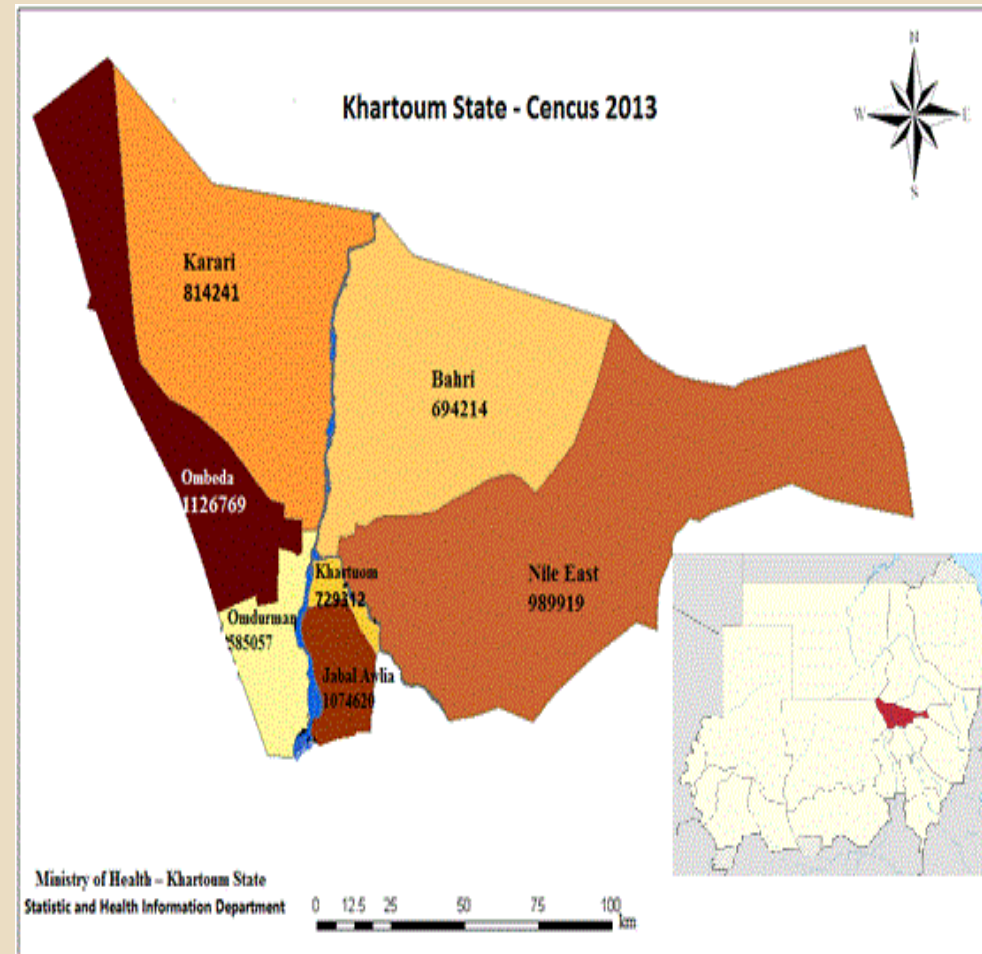 N
Khartoum State - Cencus 2013
W E
S
Karari
814241
Bahri
694214
Ombeda
1126769
Khartuom
729312
Nile East
989919
Omdurman
585057
Jabal Awlia
1074620
Ministry of Health – Khartoum State
Statistic and Health Information Department
0 12.5 25 50 75 100
km